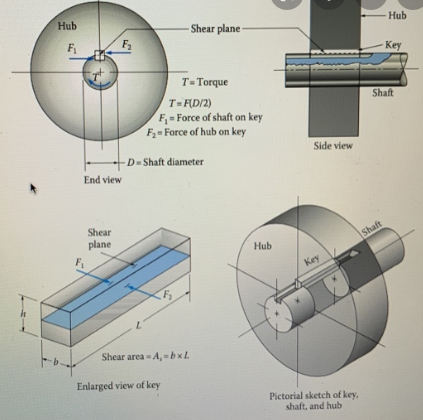 Hub
F₁
F₂
T
Shear plane
T = Torque
T = F(D/2)
F₁ = Force of shaft on key
F₂ = Force of hub on key
D = Shaft diameter
End view
Hub
Key
Shaft
Side view
Shear
plane
F₁
F₂
h
b
L
Shear area = Aₛ = b × L
Enlarged view of key
Hub
Key
Shaft
Pictorial sketch of key,
shaft, and hub